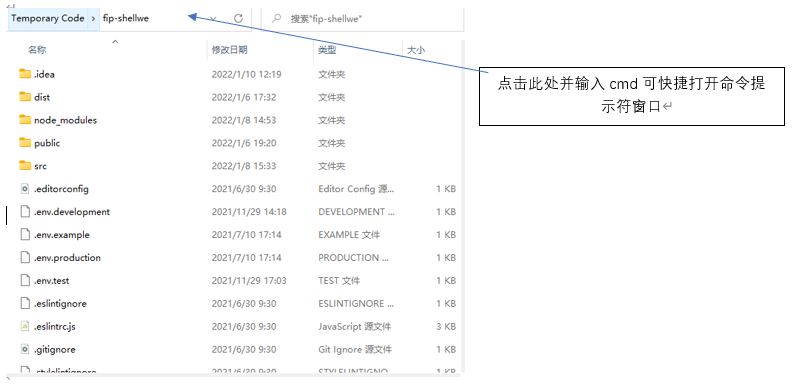 Temporary Code > fip-shellwe
搜索"fip-shellwe"
名称 修改日期 类型 大小
.idea 2022/1/10 12:19 文件夹
dist 2022/1/6 17:32 文件夹
node_modules 2022/1/8 14:53 文件夹
public 2022/1/6 19:20 文件夹
src 2022/1/8 15:33 文件夹
.editorconfig 2021/6/30 9:30 Editor Config 源... 1 KB
.env.development 2021/11/29 14:18 DEVELOPMENT ... 1 KB
.env.example 2021/7/10 17:14 EXAMPLE 文件 1 KB
.env.production 2021/7/10 17:14 PRODUCTION ... 1 KB
.env.test 2021/11/29 17:03 TEST 文件 1 KB
.eslintignore 2021/6/30 9:30 ESLINTIGNORE ... 1 KB
.eslintrc.js 2021/6/30 9:30 JavaScript 源文件 3 KB
.gitignore 2021/6/30 9:30 Git Ignore 源文件 1 KB
.stylelintignore 2021/6/30 9:30 STYLELINTIGNO... 1 KB
点击此处并输入 cmd 可快捷打开命令提
示符窗口